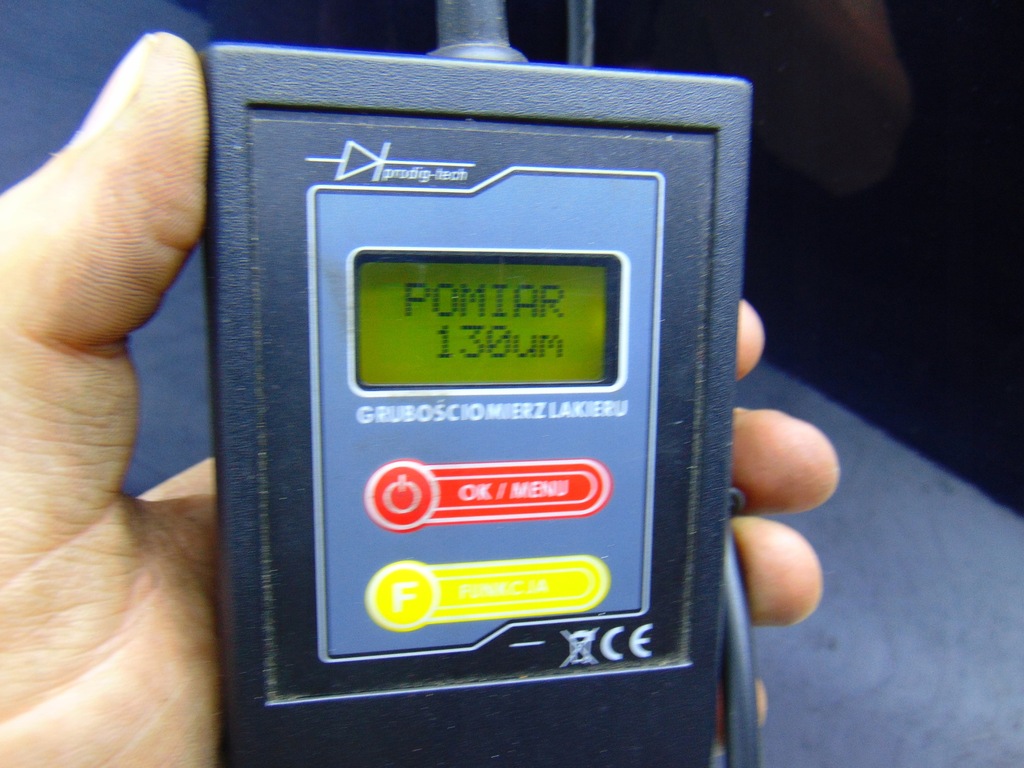 prodig-tech
POMIAR
130um
GRUBOŚCIOMIERZ LAKIERU
OK / MENU
F FUNKCJA
CE